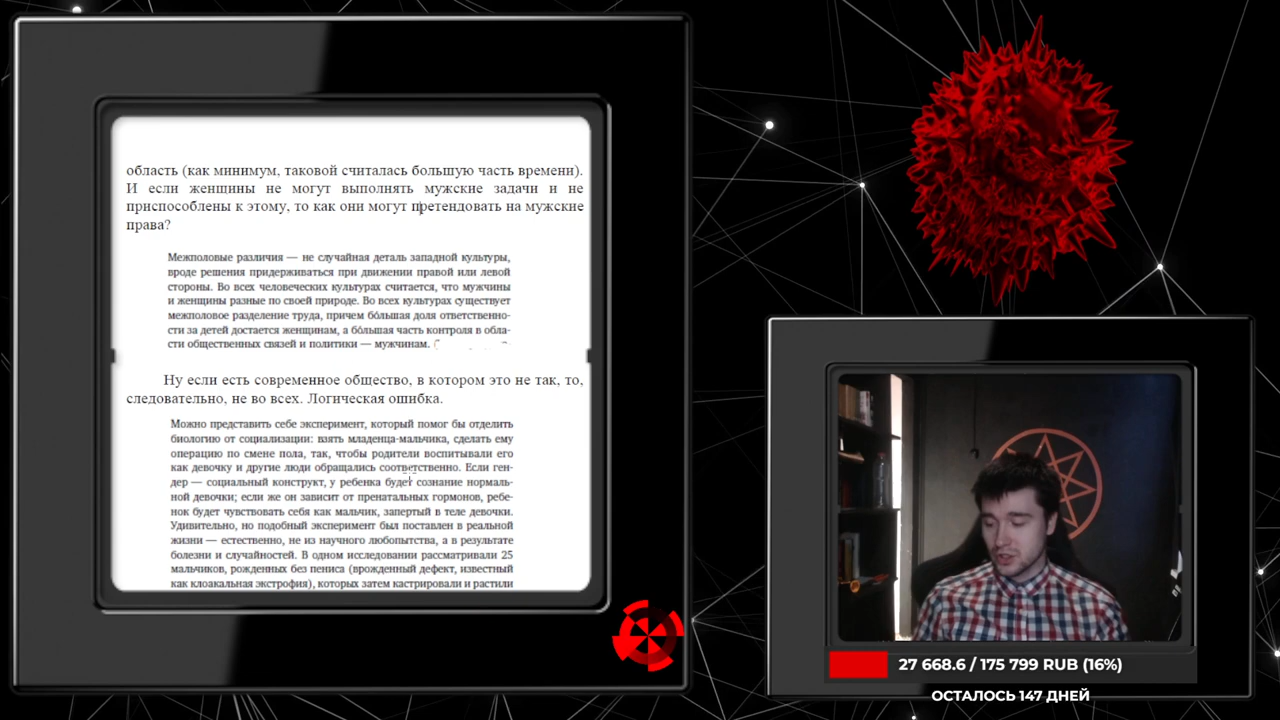 область (как минимум, таковой считалась большую часть времени).
И если женщины не могут выполнять мужские задачи и не
приспособлены к этому, то как они могут претендовать на мужские
права?
Межполовые различия — не случайная деталь западной культуры,
вроде решения придерживаться при движении правой или левой
стороны. Во всех человеческих культурах считается, что мужчины
и женщины разные по своей природе. Во всех культурах существует
межполовое разделение труда, причем бо́льшая доля ответственно-
сти за детей достается женщинам, а бо́льшая часть контроля в обла-
сти общественных связей и политики — мужчинам.
Ну если есть современное общество, в котором это не так, то,
следовательно, не во всех. Логическая ошибка.
Можно представить себе эксперимент, который помог бы отделить
биологию от социализации: взять младенца-мальчика, сделать ему
операцию по смене пола, так, чтобы родители воспитывали его
как девочку и другие люди обращались соответственно. Если ген-
дер — социальный конструкт, у ребенка будет сознание нормаль-
ной девочки; если же он зависит от пренатальных гормонов, ребе-
нок будет чувствовать себя как мальчик, запертый в теле девочки.
Удивительно, но подобный эксперимент был поставлен в реальной
жизни — естественно, не из научного любопытства, а в результате
болезни и случайностей. В одном исследовании рассматривали 25
мальчиков, рожденных без пениса (врожденный дефект, известный
как клоакальная экстрофия), которых затем кастрировали и растили
27 668.6 / 175 799 RUB (16%)
ОСТАЛОСЬ 147 ДНЕЙ